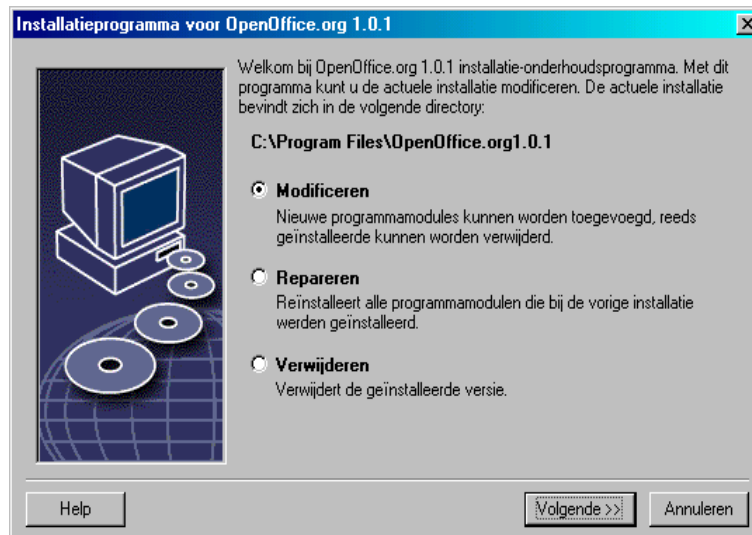 Installatieprogramma voor OpenOffice.org 1.0.1
Welkom bij OpenOffice.org 1.0.1 installatie-onderhoudsprogramma. Met dit
programma kunt u de actuele installatie modificeren. De actuele installatie
bevindt zich in de volgende directory:
C:\Program Files\OpenOffice.org1.0.1
Modificeren
Nieuwe programmamodules kunnen worden toegevoegd, reeds
geïnstalleerde kunnen worden verwijderd.
Repareren
Reïnstalleert alle programmamodulen die bij de vorige installatie
werden geïnstalleerd.
Verwijderen
Verwijdert de geïnstalleerde versie.
Help
Volgende >>
Annuleren